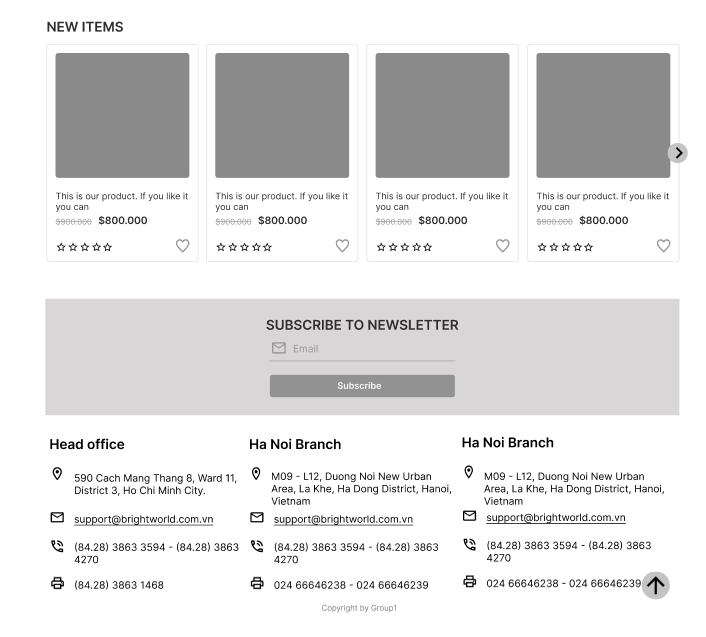 NEW ITEMS
This is our product. If you like it
you can
$900.000 $800.000
This is our product. If you like it
you can
$900.000 $800.000
This is our product. If you like it
you can
$900.000 $800.000
This is our product. If you like it
you can
$900.000 $800.000
SUBSCRIBE TO NEWSLETTER
Email
Subscribe
Head office
590 Cach Mang Thang 8, Ward 11,
District 3, Ho Chi Minh City.
support@brightworld.com.vn
(84.28) 3863 3594 - (84.28) 3863
4270
(84.28) 3863 1468
Ha Noi Branch
M09 - L12, Duong Noi New Urban
Area, La Khe, Ha Dong District, Hanoi,
Vietnam
support@brightworld.com.vn
(84.28) 3863 3594 - (84.28) 3863
4270
024 66646238 - 024 66646239
Ha Noi Branch
M09 - L12, Duong Noi New Urban
Area, La Khe, Ha Dong District, Hanoi,
Vietnam
support@brightworld.com.vn
(84.28) 3863 3594 - (84.28) 3863
4270
024 66646238 - 024 66646239
Copyright by Group1